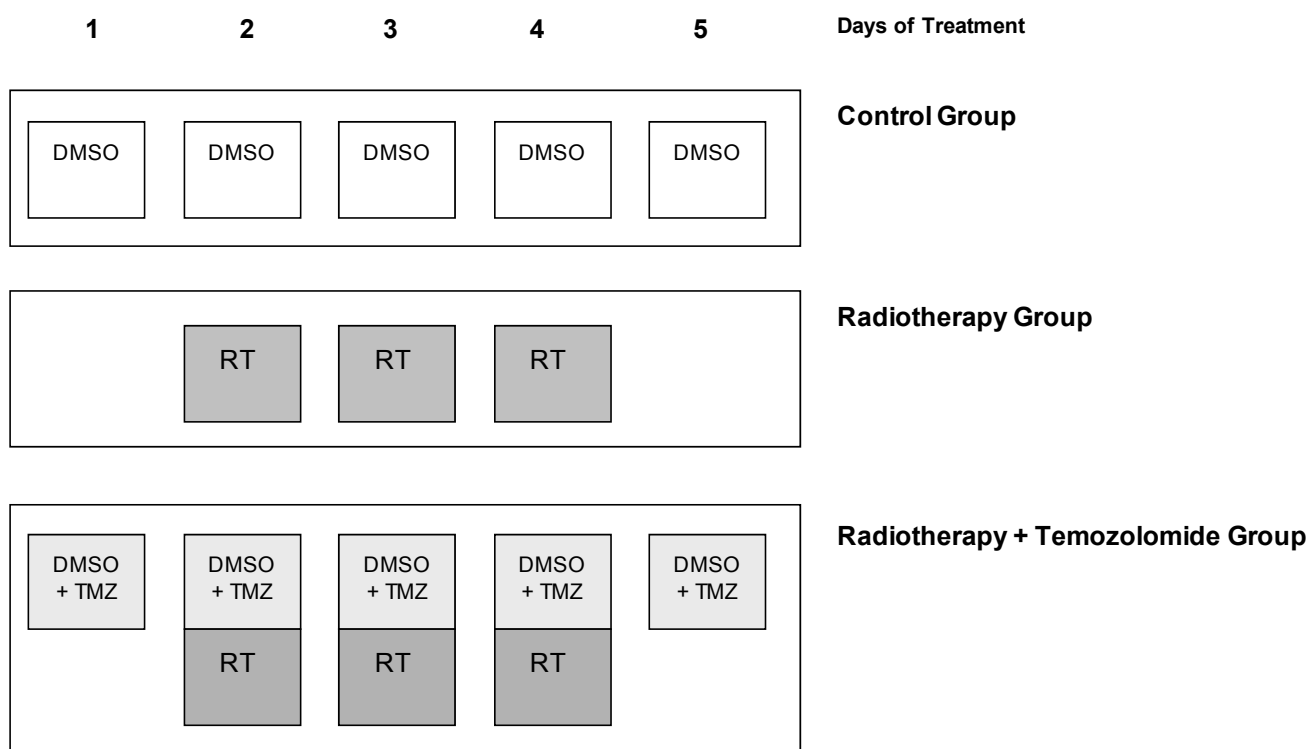 1 2 3 4 5 Days of Treatment
Control Group
DMSO DMSO DMSO DMSO DMSO
Radiotherapy Group
RT RT RT
Radiotherapy + Temozolomide Group
DMSO DMSO DMSO DMSO DMSO
+ TMZ + TMZ + TMZ + TMZ + TMZ
RT RT RT